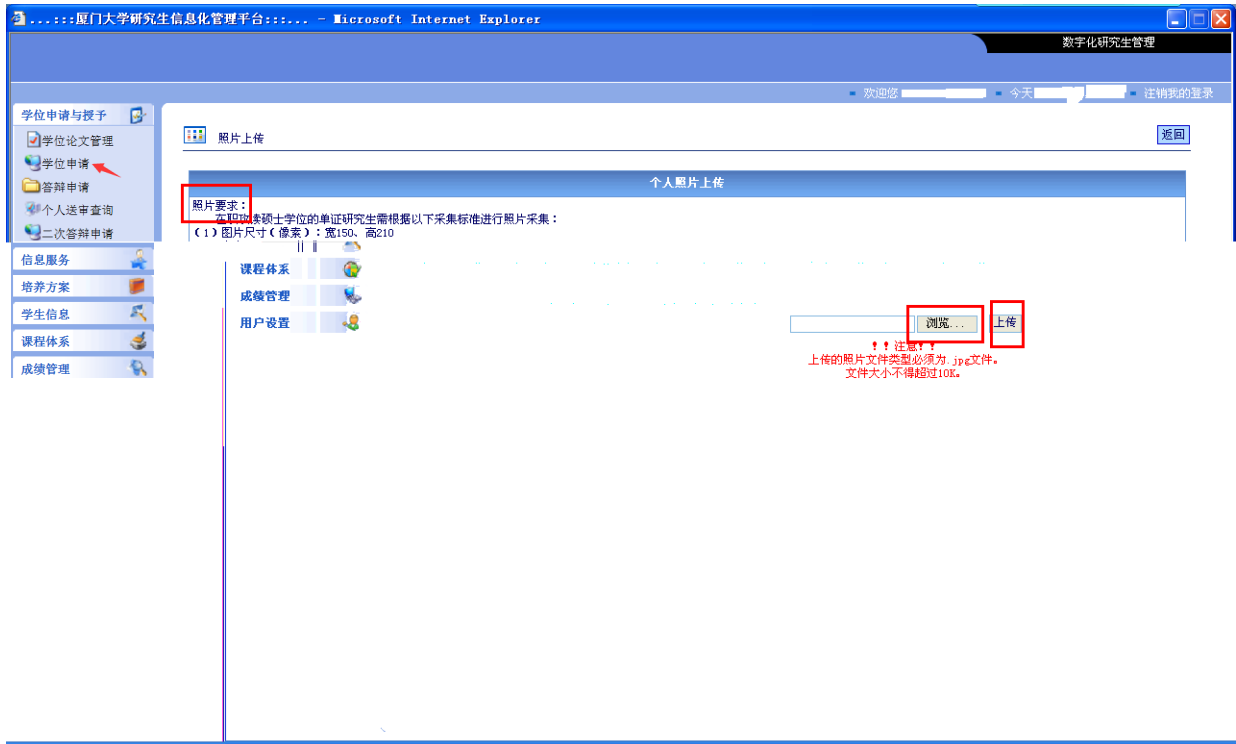 ...:::厦门大学研究生信息化管理平台:::... - Microsoft Internet Explorer
数字化研究生管理
欢迎您
今天
注销我的登录
学位申请与授予
学位论文管理
学位申请
答辩申请
个人送审查询
二次答辩申请
信息服务
培养方案
学生信息
课程体系
成绩管理
照片上传
返回
个人照片上传
照片要求：
在职攻读硕士学位的单证研究生需根据以下采集标准进行照片采集：
(1)图片尺寸(像素)：宽150、高210
课程体系
成绩管理
用户设置
浏览...
上传
！！注意！！
上传的照片文件类型必须为.jpg文件。
文件大小不得超过10K。